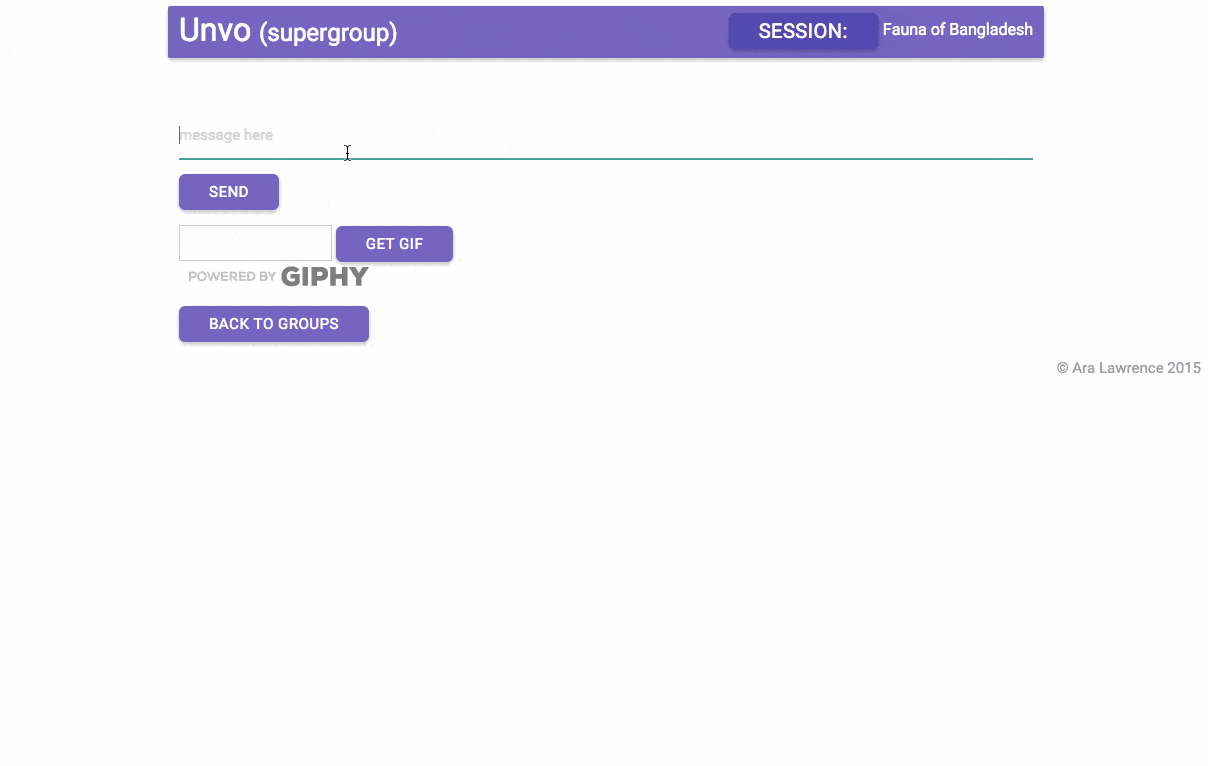 Unvo (supergroup) SESSION: Fauna of Bangladesh
message here
SEND
GET GIF
POWERED BY GIPHY
BACK TO GROUPS
© Ara Lawrence 2015